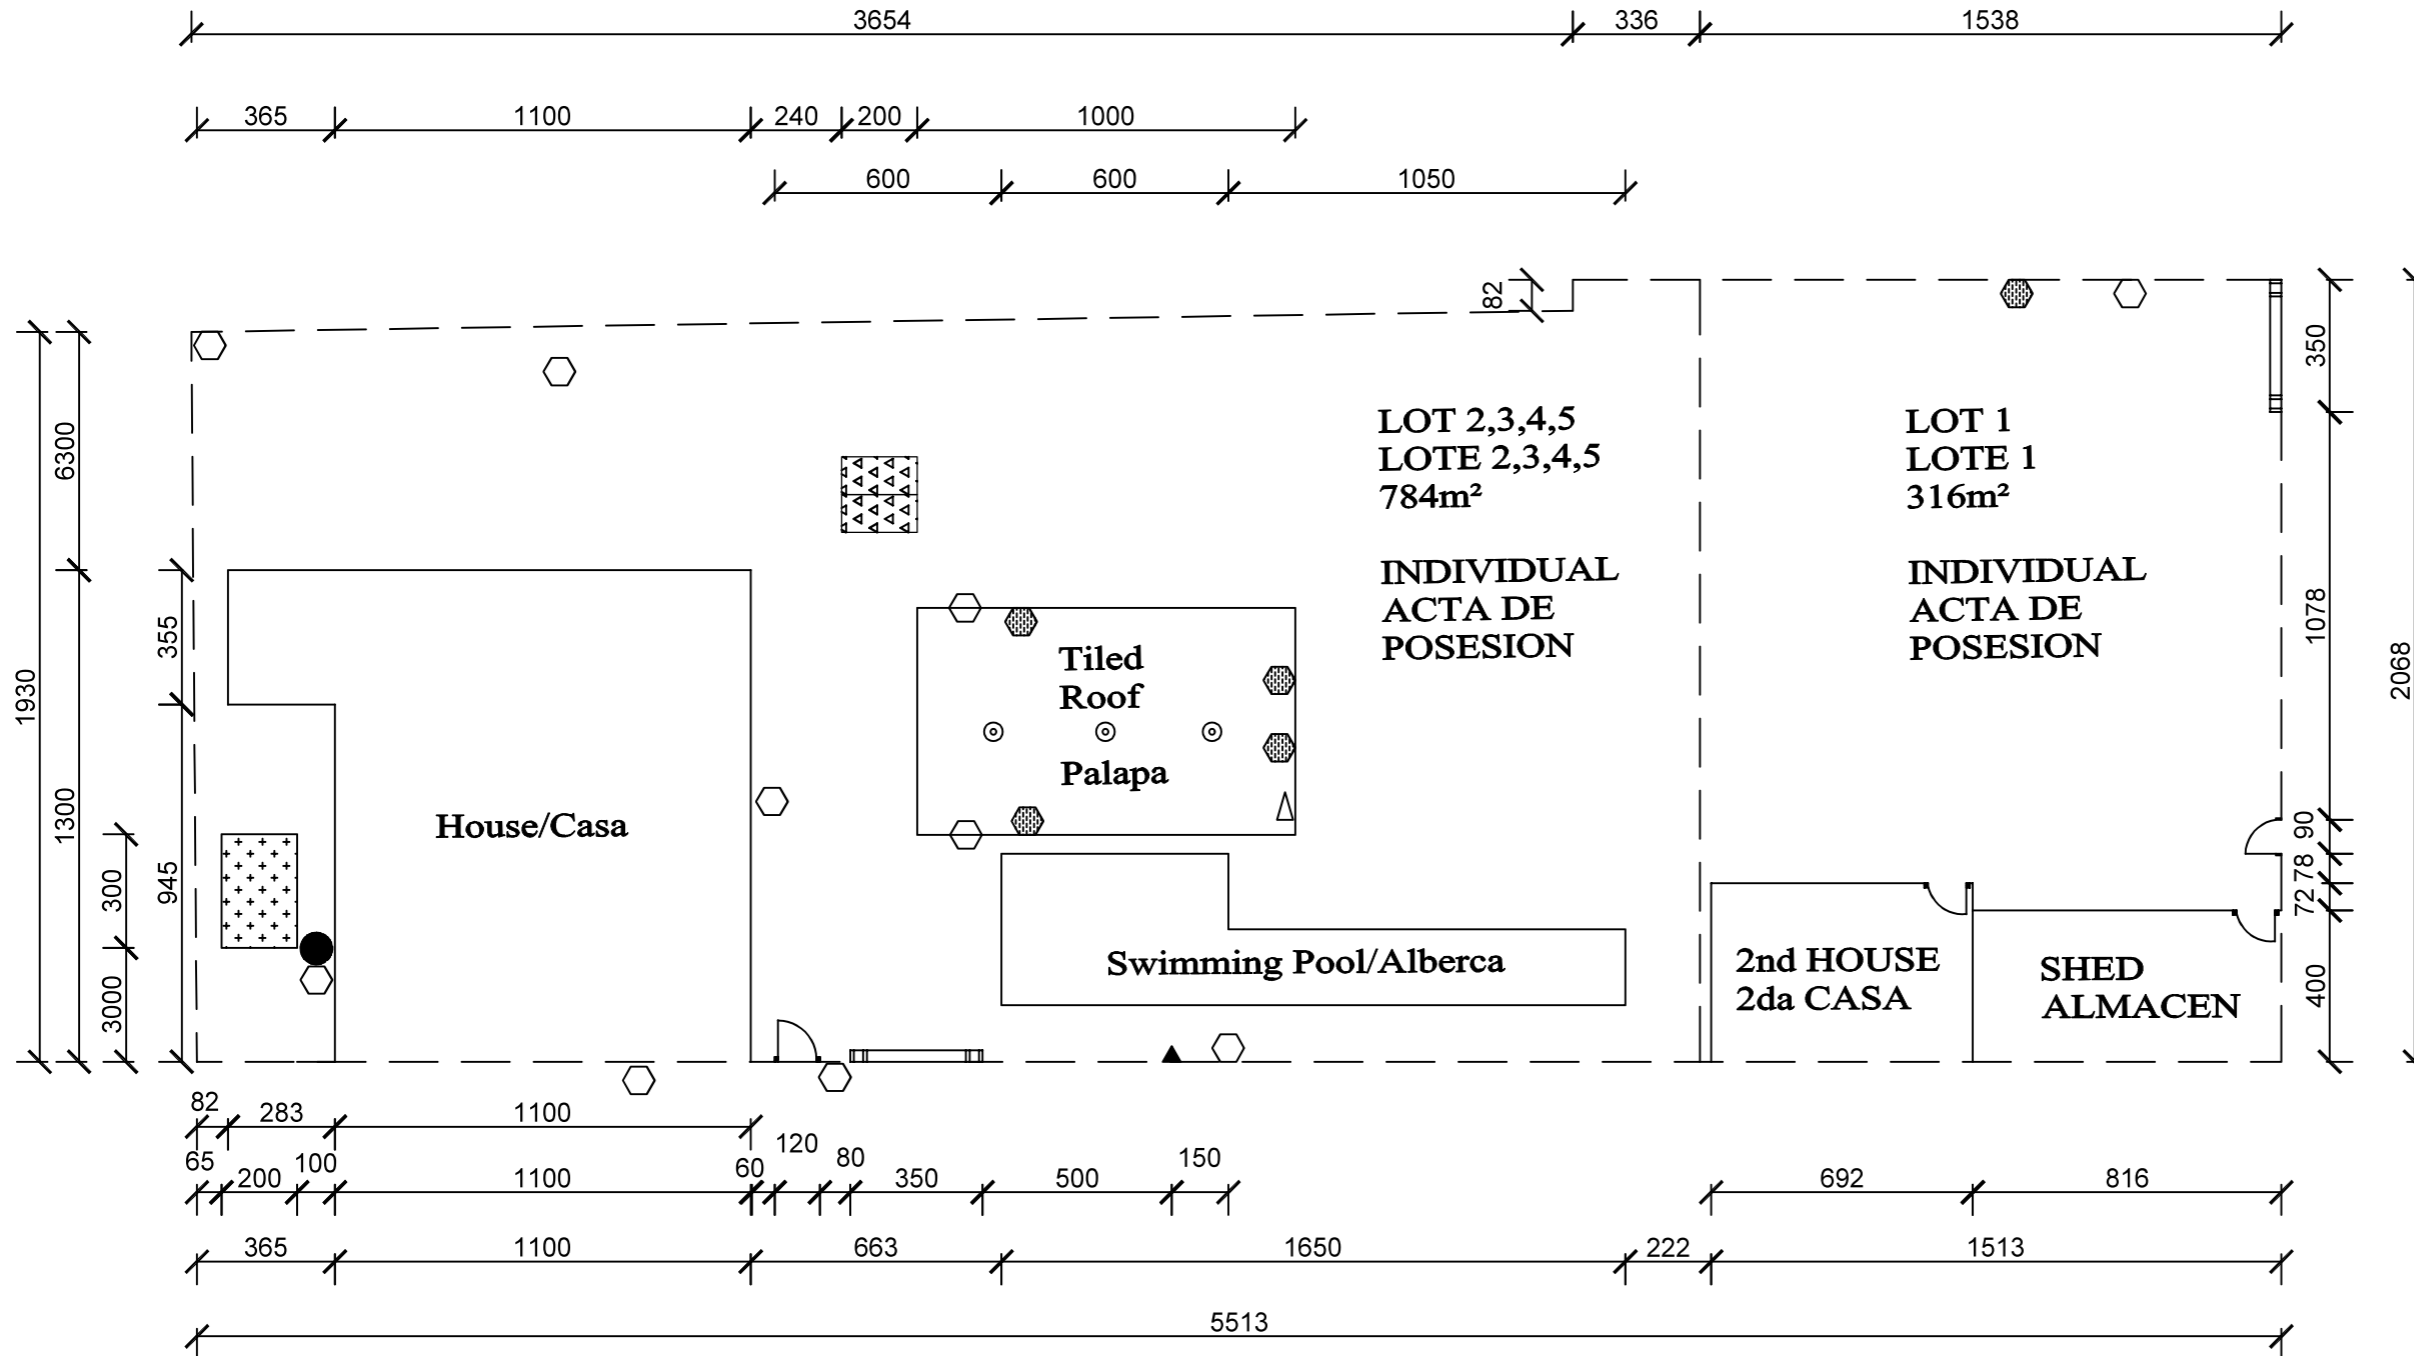 3654 336 1538
365 1100 240 200 1000
600 600 1050
82
350
6300
LOT 2,3,4,5
LOTE 2,3,4,5
784m²
LOT 1
LOTE 1
316m²
INDIVIDUAL
ACTA DE
POSESION
INDIVIDUAL
ACTA DE
POSESION
355
1078
1930
2068
Tiled
Roof
Palapa
House/Casa
1300
945
300
3000
90
78
72
400
Swimming Pool/Alberca
2nd HOUSE
2da CASA
SHED
ALMACEN
82 283 1100
65 200 100 1100 60 120 80 350 500 150 692 816
365 1100 663 1650 222 1513
5513